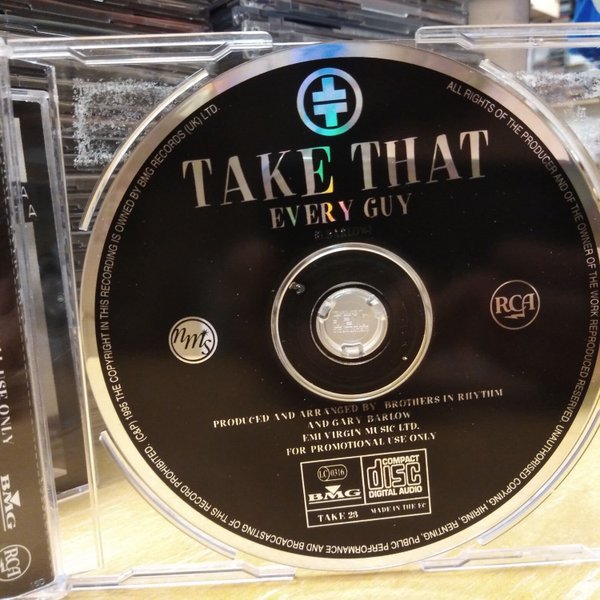 TAKE THAT
EVERY GUY
nms
RCA
PRODUCED AND ARRANGED BY BROTHERS IN RHYTHM
AND GARY BARLOW
EMI VIRGIN MUSIC LTD.
FOR PROMOTIONAL USE ONLY
LC 0316
BMG
COMPACT
disc
DIGITAL AUDIO
TAKE 23
MADE IN THE EC
ALL RIGHTS OF THE PRODUCER AND OF THE OWNER OF THE WORK REPRODUCED RESERVED. UNAUTHORISED COPYING, HIRING, RENTING, PUBLIC PERFORMANCE AND BROADCASTING OF THIS RECORD PROHIBITED. (C&P) 1995 THE COPYRIGHT IN THIS RECORDING IS OWNED BY BMG RECORDS (UK) LTD.
USE ONLY
BMG
RCA